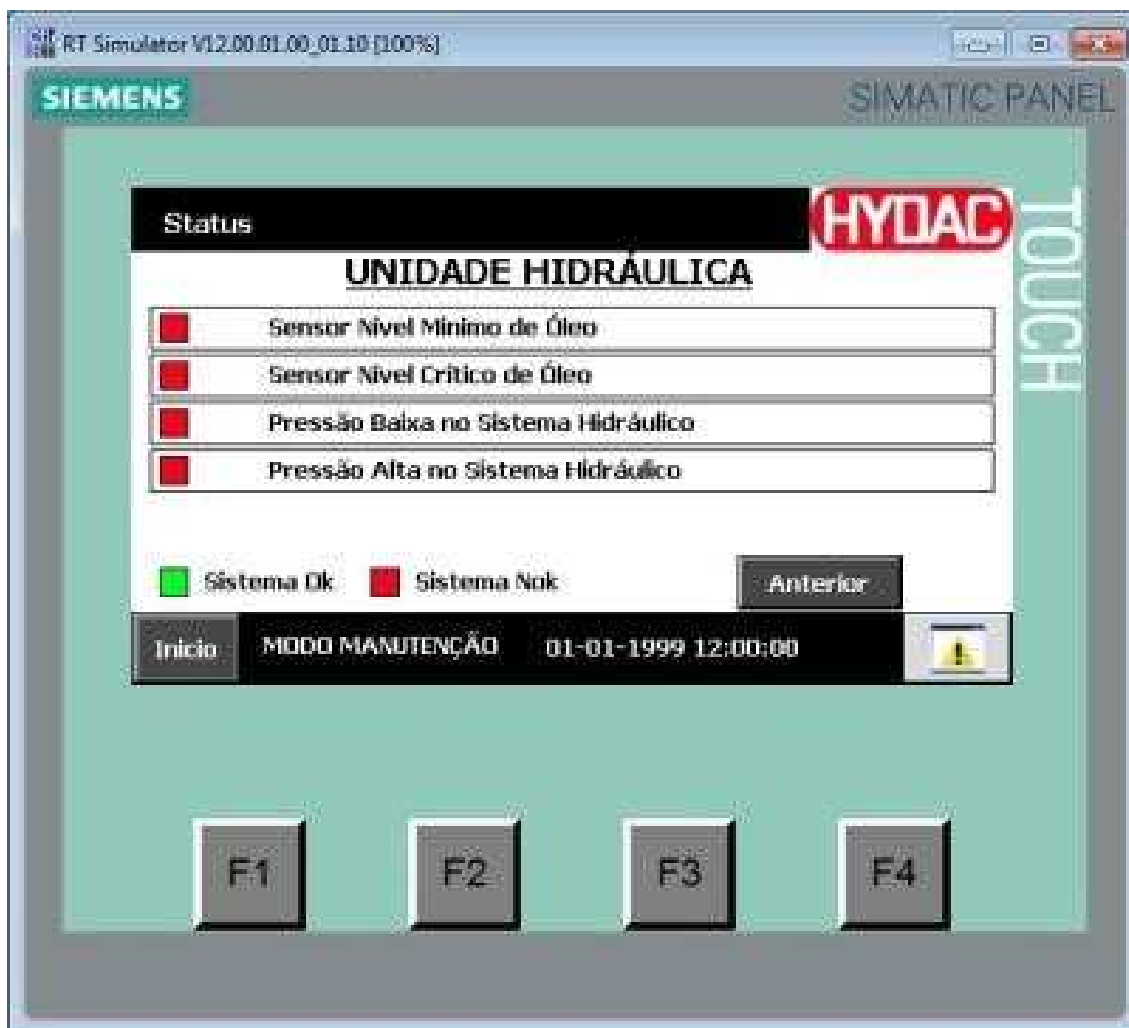 RT Simulator V12.00.01.00_01.10 [100%]
SIEMENS
SIMATIC PANEL
TOUCH
Status
HYDAC
UNIDADE HIDRÁULICA
Sensor Nível Mínimo de Óleo
Sensor Nível Crítico de Óleo
Pressão Baixa no Sistema Hidráulico
Pressão Alta no Sistema Hidráulico
Sistema Ok Sistema Nok Anterior
Inicio MODO MANUTENÇÃO 01-01-1999 12:00:00
F1 F2 F3 F4